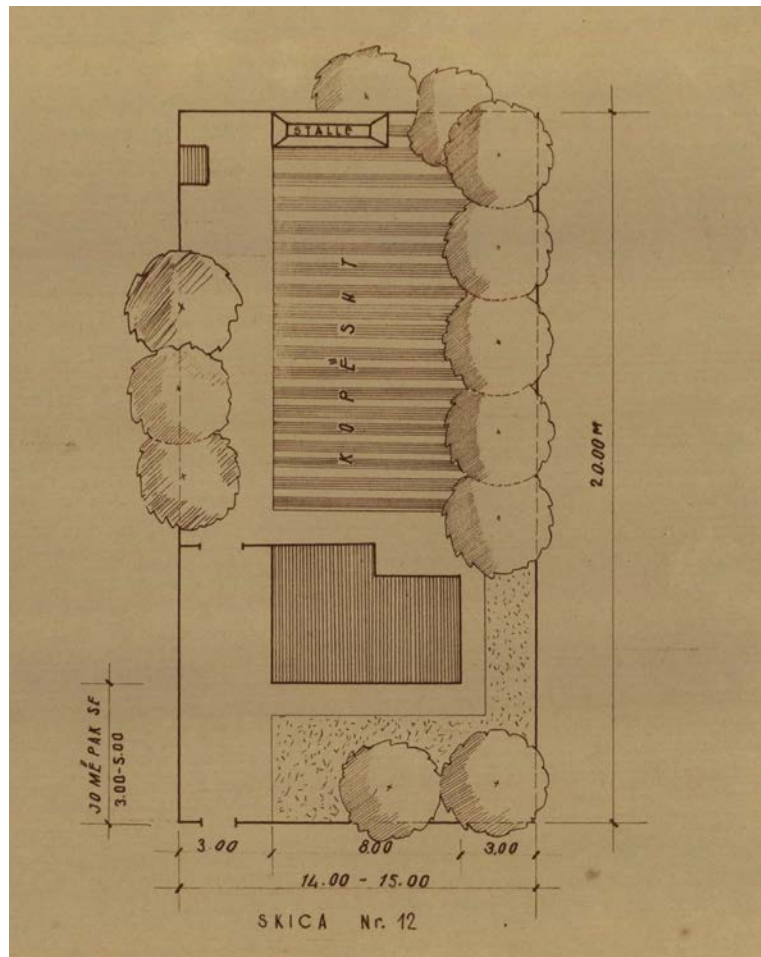 STALLË
KOPËSHT
20.00 M
JO MË PAK SE
3.00-5.00
3.00
8.00
3.00
14.00 - 15.00
SKICA Nr. 12